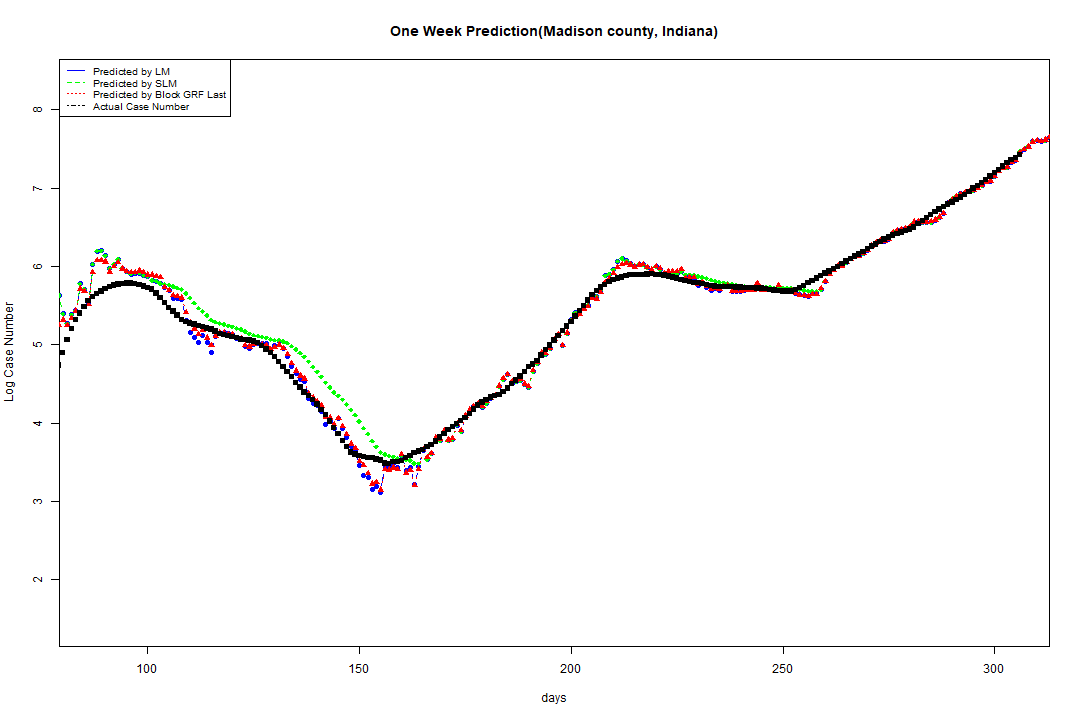 One Week Prediction(Madison county, Indiana)
Predicted by LM
Predicted by SLM
Predicted by Block GRF Last
Actual Case Number
8
7
6
5
4
3
2
Log Case Number
100 150 200 250 300
days